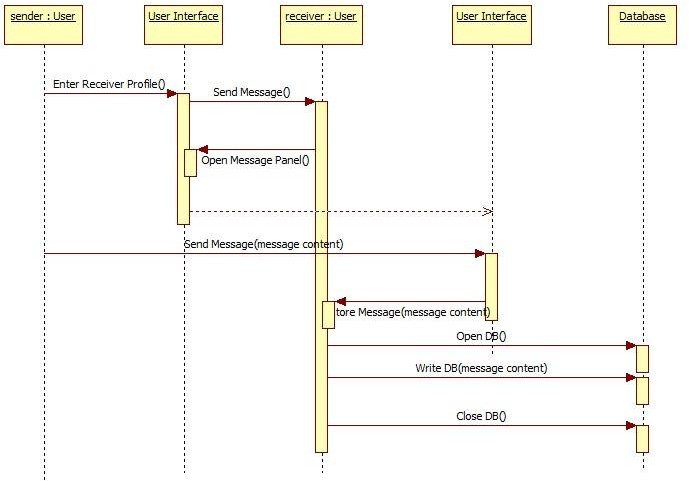 sender : User
User Interface
receiver : User
User Interface
Database
Enter Receiver Profile()
Send Message()
Open Message Panel()
Send Message(message content)
tore Message(message content)
Open DB()
Write DB(message content)
Close DB()